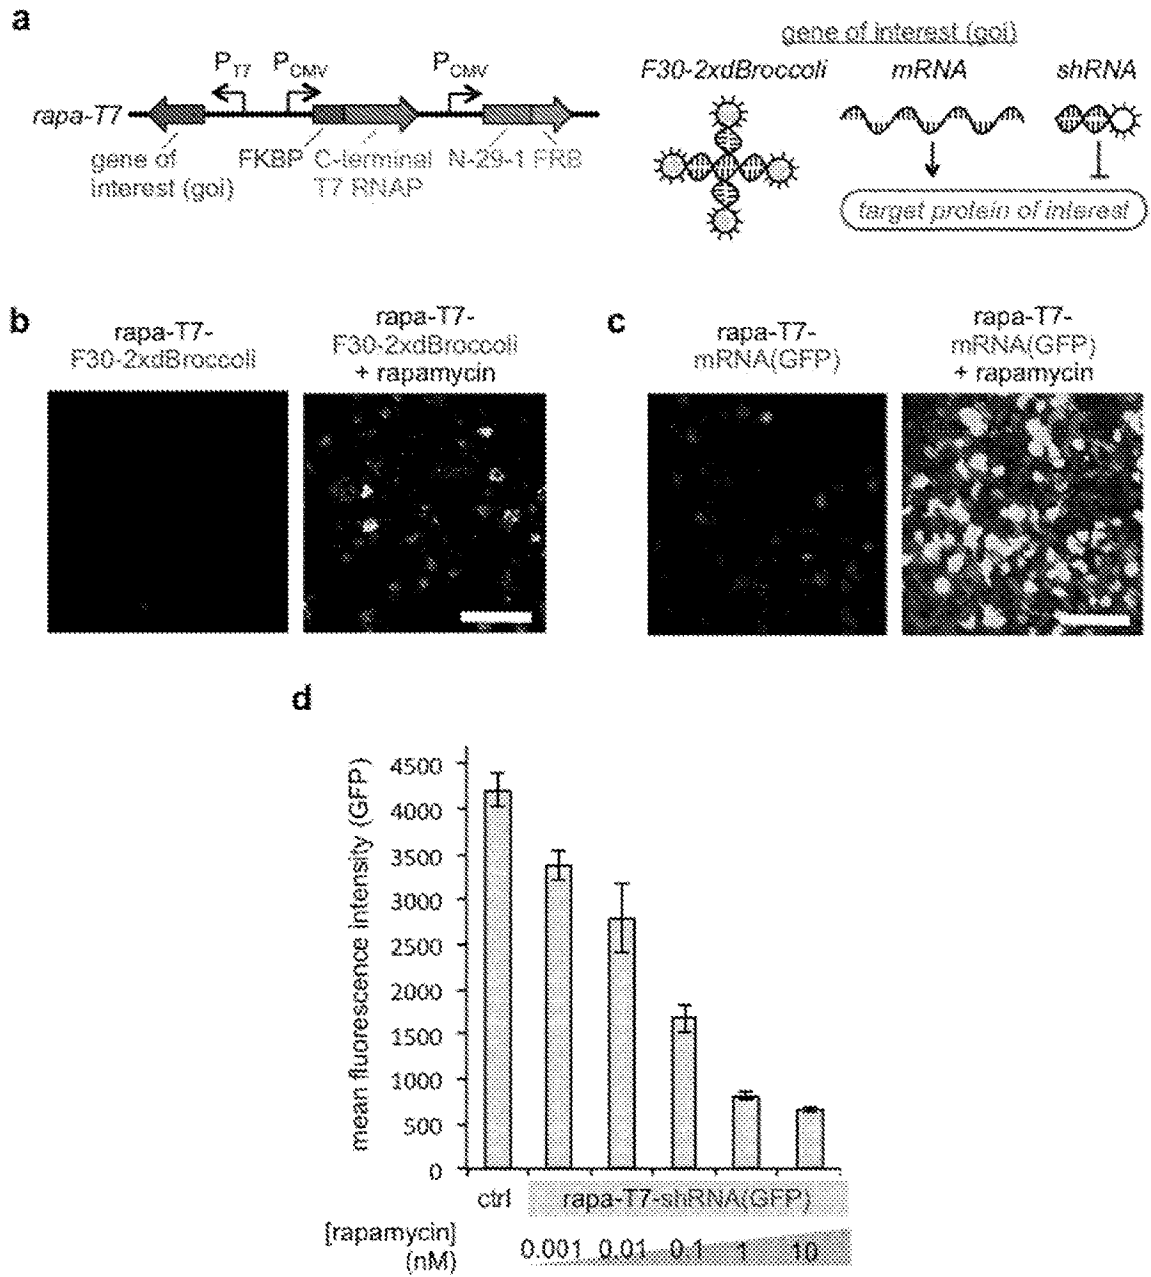 a
gene of interest (goi)
P_T7 P_CMV P_CMV
F30-2xdBroccoli mRNA shRNA
rapa-T7
gene of interest (goi)
FKBP C-terminal T7 RNAP
N-29-1 FRB
target protein of interest
b
rapa-T7-
F30-2xdBroccoli
rapa-T7-
F30-2xdBroccoli
+ rapamycin
c
rapa-T7-
mRNA(GFP)
rapa-T7-
mRNA(GFP)
+ rapamycin
d
mean fluorescence intensity (GFP)
4500
4000
3500
3000
2500
2000
1500
1000
500
0
ctrl rapa-T7-shRNA(GFP)
[rapamycin]
(nM)
0.001 0.01 0.1 1 10